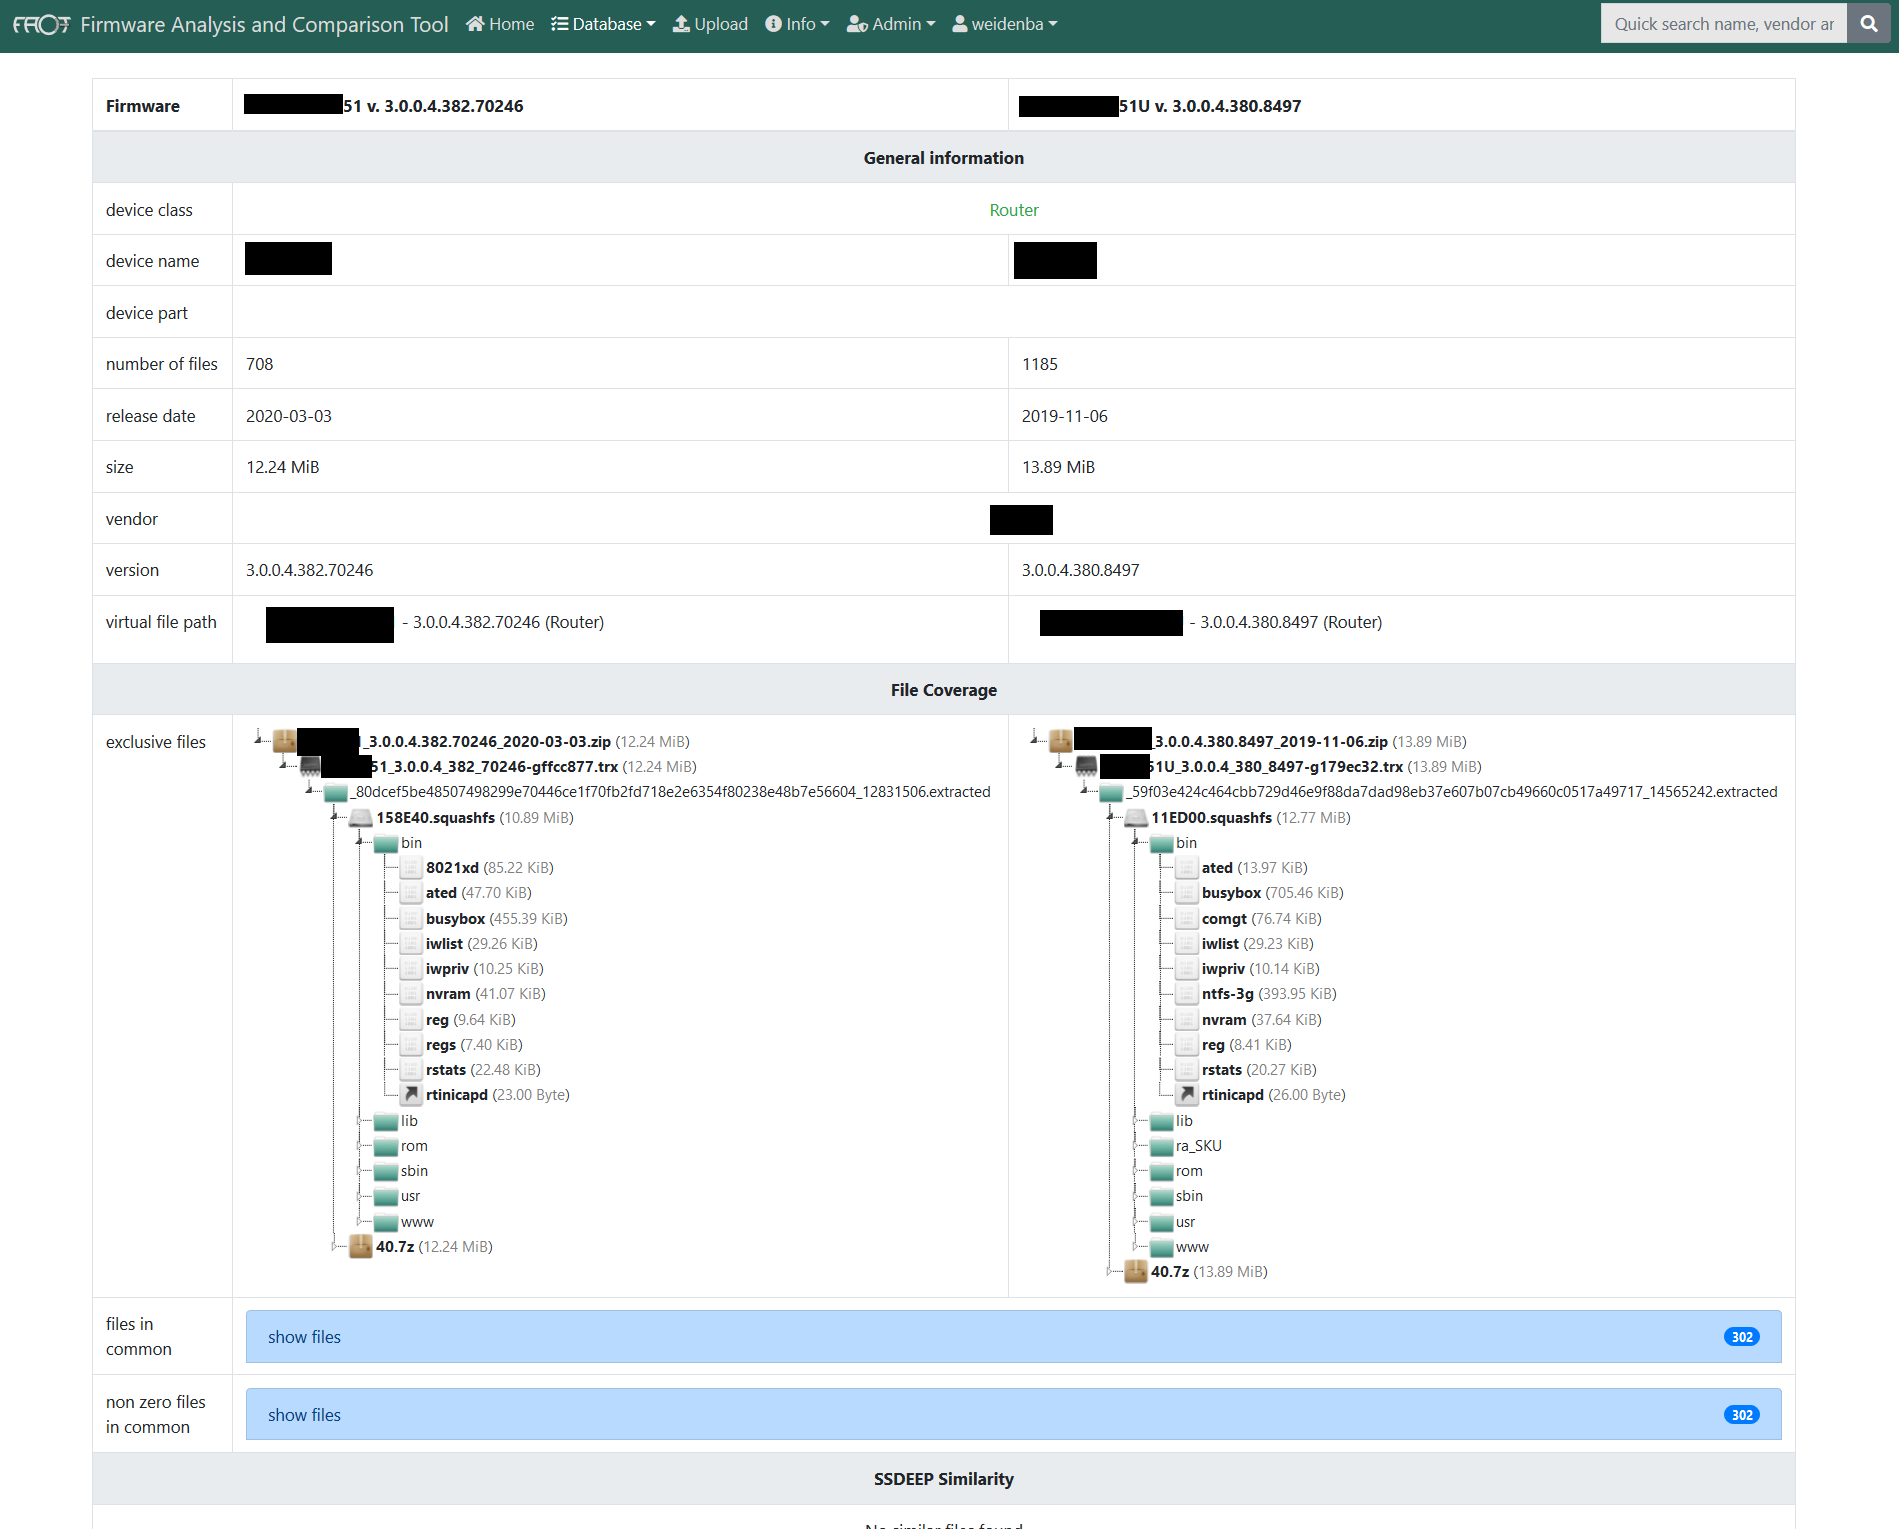 FACT Firmware Analysis and Comparison Tool Home Database Upload Info Admin weidenba Quick search name, vendor ar
Firmware 51 v. 3.0.0.4.382.70246 51U v. 3.0.0.4.380.8497
General information
device class Router
device name
device part
number of files 708 1185
release date 2020-03-03 2019-11-06
size 12.24 MiB 13.89 MiB
vendor
version 3.0.0.4.382.70246 3.0.0.4.380.8497
virtual file path - 3.0.0.4.382.70246 (Router) - 3.0.0.4.380.8497 (Router)
File Coverage
exclusive files
_3.0.0.4.382.70246_2020-03-03.zip (12.24 MiB)
51_3.0.0.4_382_70246-gffcc877.trx (12.24 MiB)
_80dcef5be48507498299e70446ce1f70fb2fd718e2e6354f80238e48b7e56604_12831506.extracted
158E40.squashfs (10.89 MiB)
bin
8021xd (85.22 KiB)
ated (47.70 KiB)
busybox (455.39 KiB)
iwlist (29.26 KiB)
iwpriv (10.25 KiB)
nvram (41.07 KiB)
reg (9.64 KiB)
regs (7.40 KiB)
rstats (22.48 KiB)
rtinicapd (23.00 Byte)
lib
rom
sbin
usr
www
40.7z (12.24 MiB)
_3.0.0.4.380.8497_2019-11-06.zip (13.89 MiB)
51U_3.0.0.4_380_8497-g179ec32.trx (13.89 MiB)
_59f03e424c464cbb729d46e9f88da7dad98eb37e607b07cb49660c0517a49717_14565242.extracted
11ED00.squashfs (12.77 MiB)
bin
ated (13.97 KiB)
busybox (705.46 KiB)
comgt (76.74 KiB)
iwlist (29.23 KiB)
iwpriv (10.14 KiB)
ntfs-3g (393.95 KiB)
nvram (37.64 KiB)
reg (8.41 KiB)
rstats (20.27 KiB)
rtinicapd (26.00 Byte)
lib
ra_SKU
rom
sbin
usr
www
40.7z (13.89 MiB)
files in
common
show files 302
non zero files
in common
show files 302
SSDEEP Similarity
No similar files found